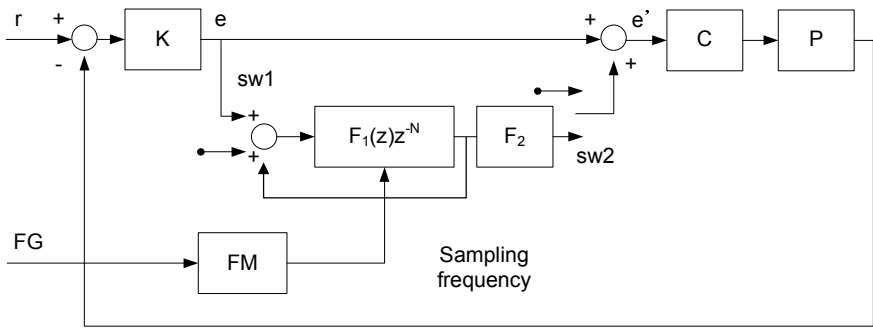 r
+
-
K
e
+
e'
+
C
P
sw1
+
+
F₁(z)z⁻ᴺ
F₂
sw2
FG
FM
Sampling
frequency